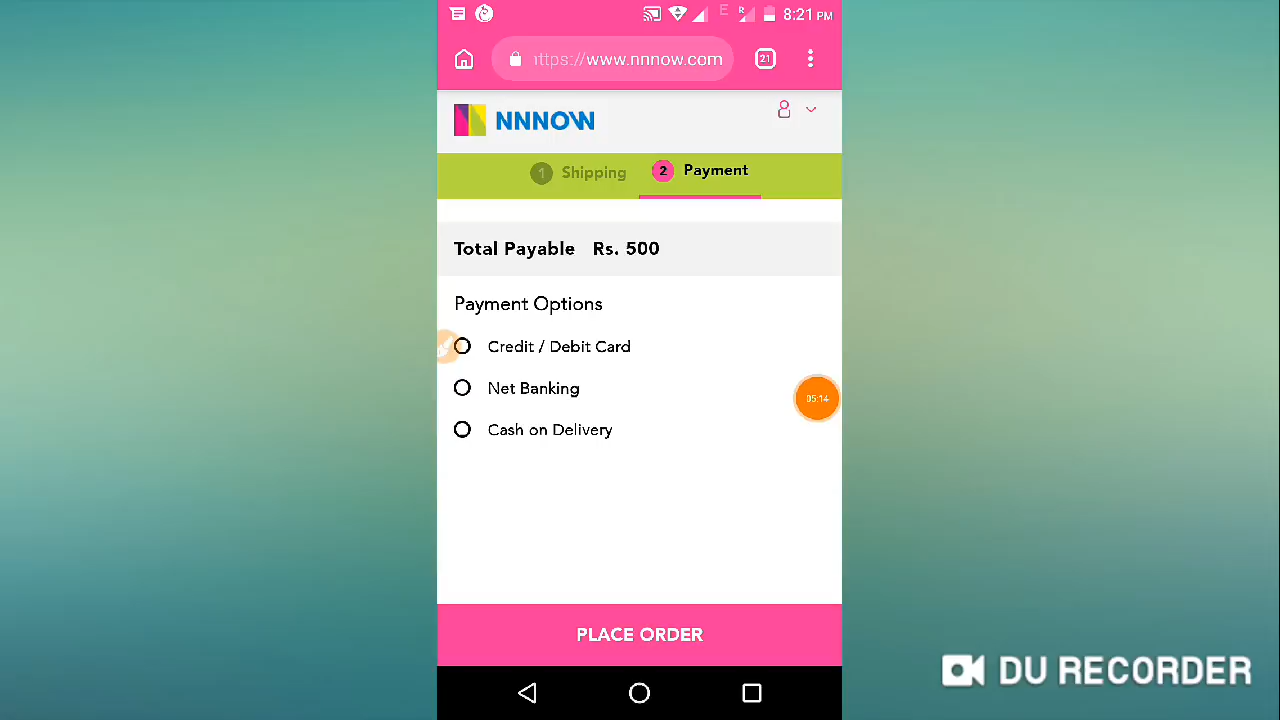 E R 8:21 PM
ttps://www.nnnow.com 21
NNNOW
1 Shipping 2 Payment
Total Payable Rs. 500
Payment Options
Credit / Debit Card
Net Banking
05:14
Cash on Delivery
PLACE ORDER
DU RECORDER